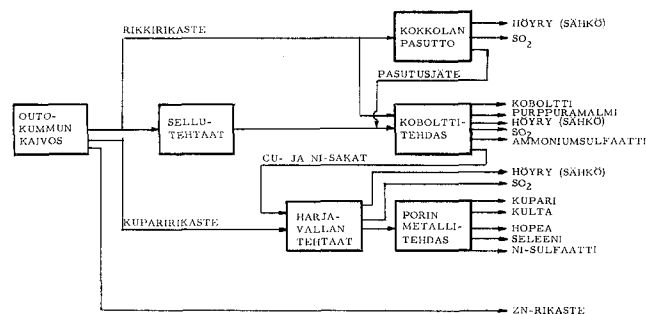 RIKKIRIKASTE
KOKKOLAN
PASUTTO
HÖYRY (SÄHKÖ)
SO2
PASUTUSJÄTE
OUTO-
KUMMUN
KAIVOS
SELLU-
TEHTAAT
KOBOLTTI-
TEHDAS
KOBOLTTI
PURPPURAMALMI
HÖYRY (SÄHKÖ)
SO2
AMMONIUMSULFAATTI
CU- JA NI-SAKAT
HÖYRY (SÄHKÖ)
SO2
KUPARIRIKASTE
HARJA-
VALLAN
TEHTAAT
PORIN
METALLI-
TEHDAS
KUPARI
KULTA
HOPEA
SELEENI
NI-SULFAATTI
ZN-RIKASTE